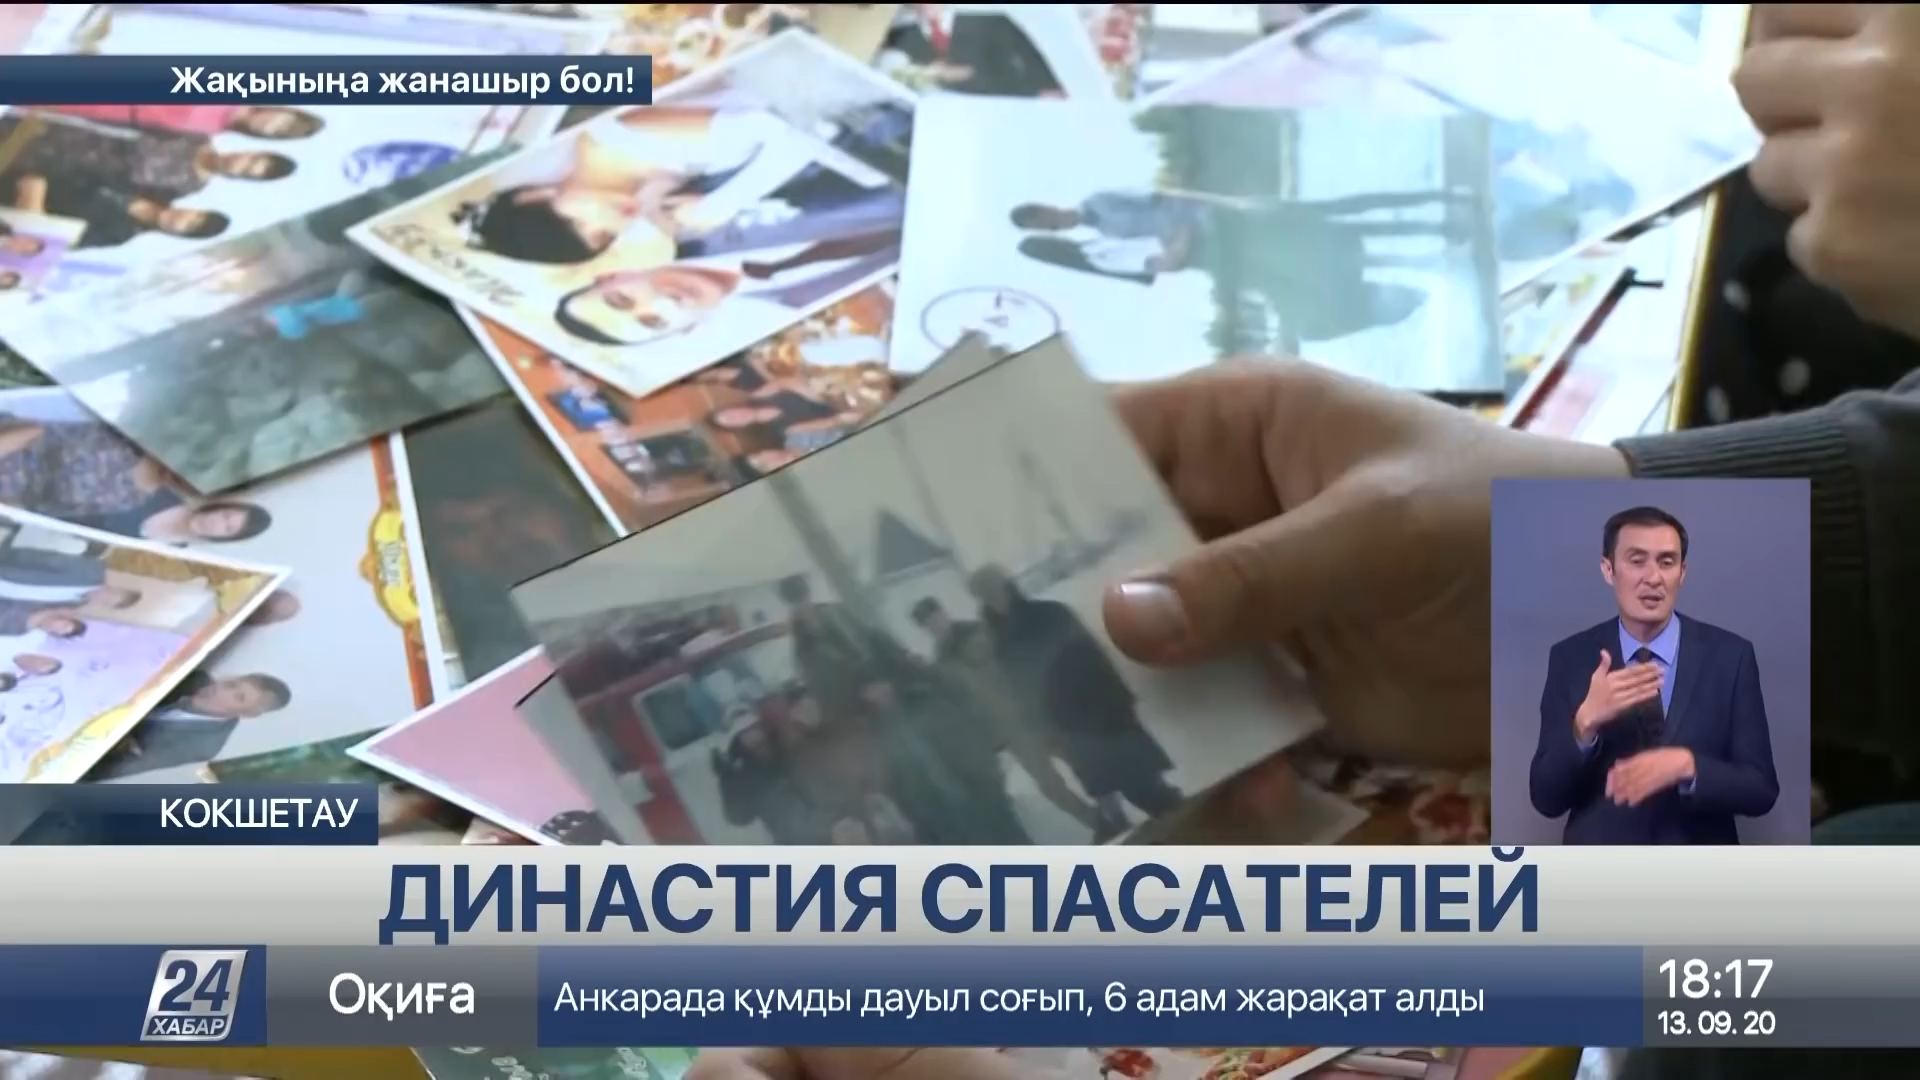 Жақыныңа жанашыр бол!
КОКШЕТАУ
ДИНАСТИЯ СПАСАТЕЛЕЙ
24
ХАБАР
Оқиға
Анкарада құмды дауыл соғып, 6 адам жарақат алды
18:17
13. 09. 20